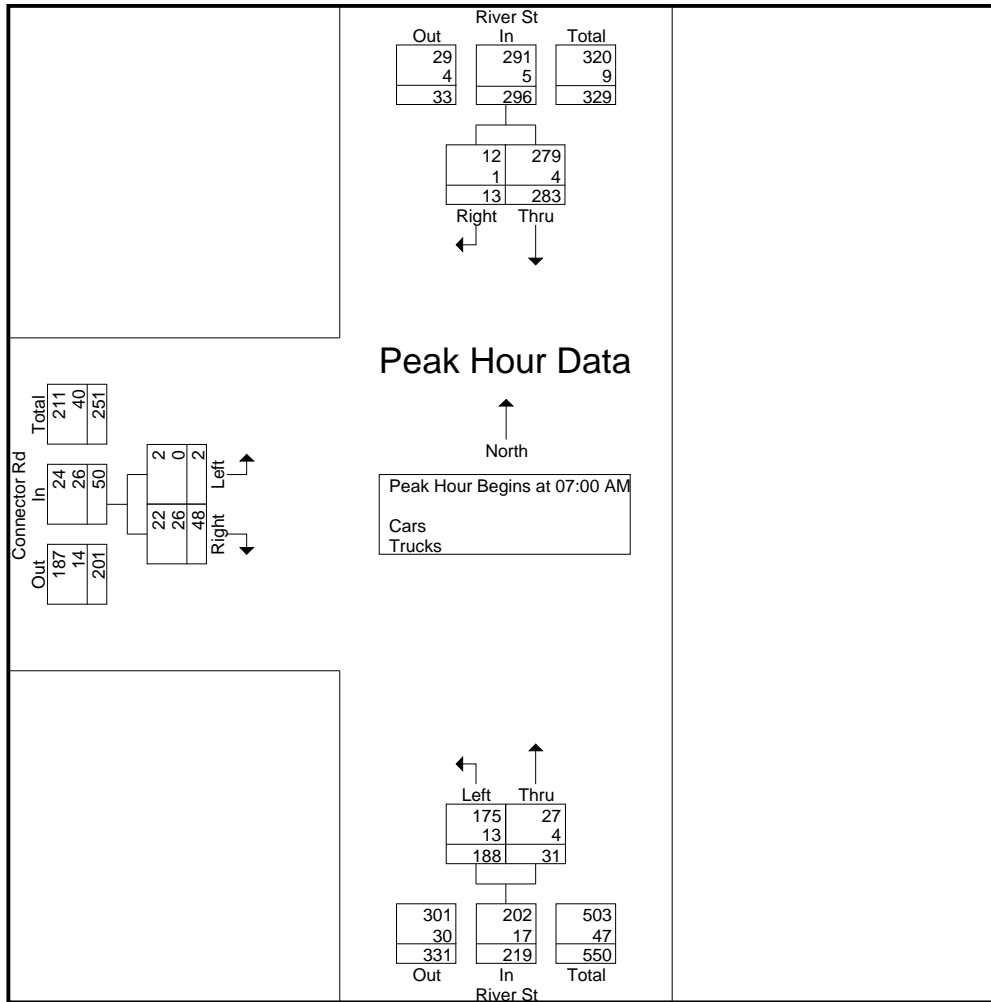 River St
Out In Total
29 291 320
4 5 9
33 296 329
12 279
1 4
13 283
Right Thru
Peak Hour Data
North
Peak Hour Begins at 07:00 AM
Cars
Trucks
Connector Rd
Total
211
40
251
In
24
26
50
Out
187
14
201
2
0
2
Left
22
26
48
Right
Left Thru
175 27
13 4
188 31
301 202 503
30 17 47
331 219 550
Out In Total
River St